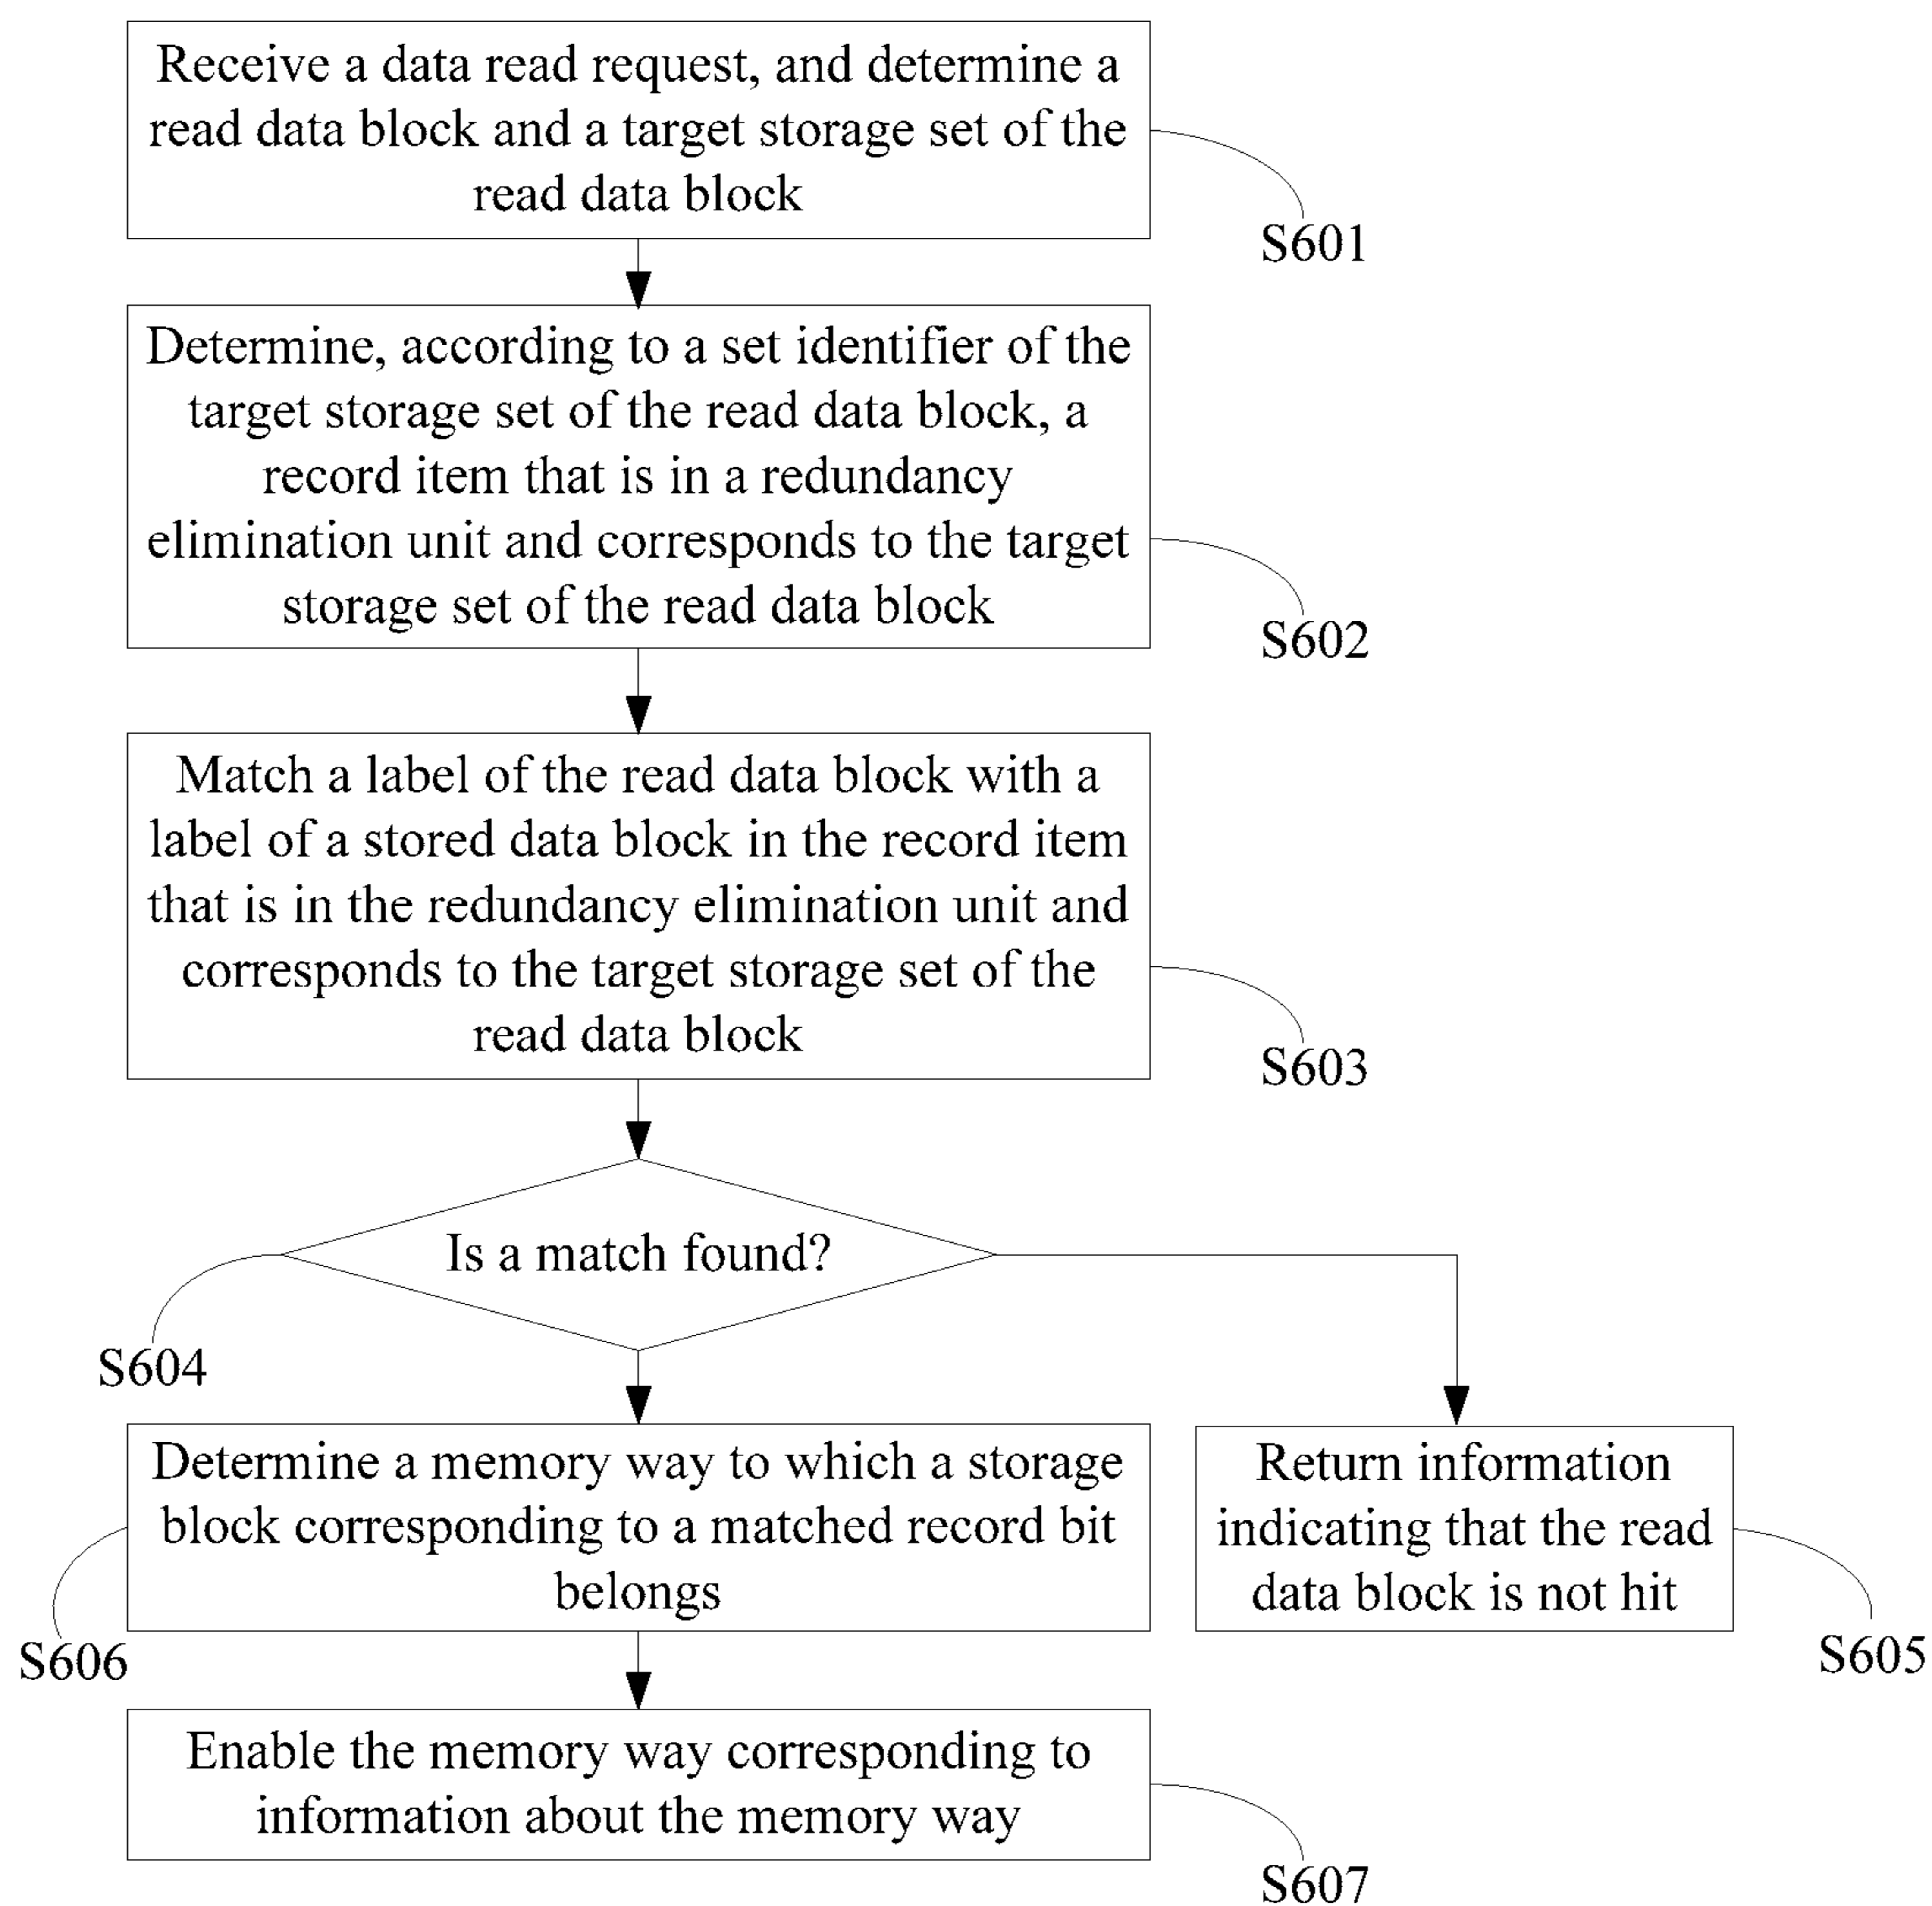 Receive a data read request, and determine a
read data block and a target storage set of the
read data block
S601
Determine, according to a set identifier of the
target storage set of the read data block, a
record item that is in a redundancy
elimination unit and corresponds to the target
storage set of the read data block
S602
Match a label of the read data block with a
label of a stored data block in the record item
that is in the redundancy elimination unit and
corresponds to the target storage set of the
read data block
S603
Is a match found?
S604
Determine a memory way to which a storage
block corresponding to a matched record bit
belongs
S606
Return information
indicating that the read
data block is not hit
S605
Enable the memory way corresponding to
information about the memory way
S607